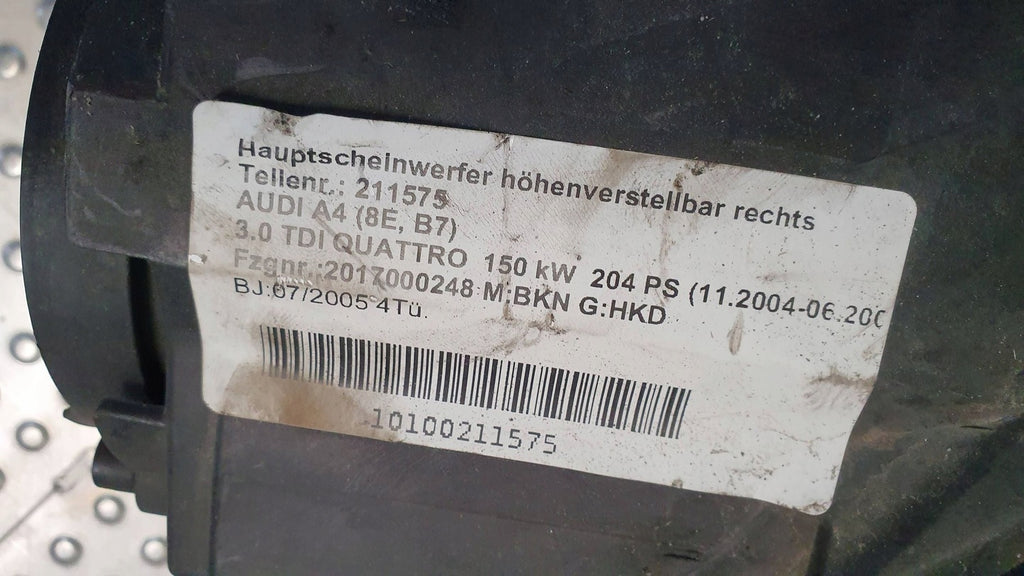 Hauptscheinwerfer höhenverstellbar rechts
Teilenr.: 211575
AUDI A4 (8E, B7)
3.0 TDI QUATTRO 150 kW 204 PS (11.2004-06.200
Fzgnr.:2017000248 M:BKN G:HKD
BJ:07/2005 4Tü.
10100211575